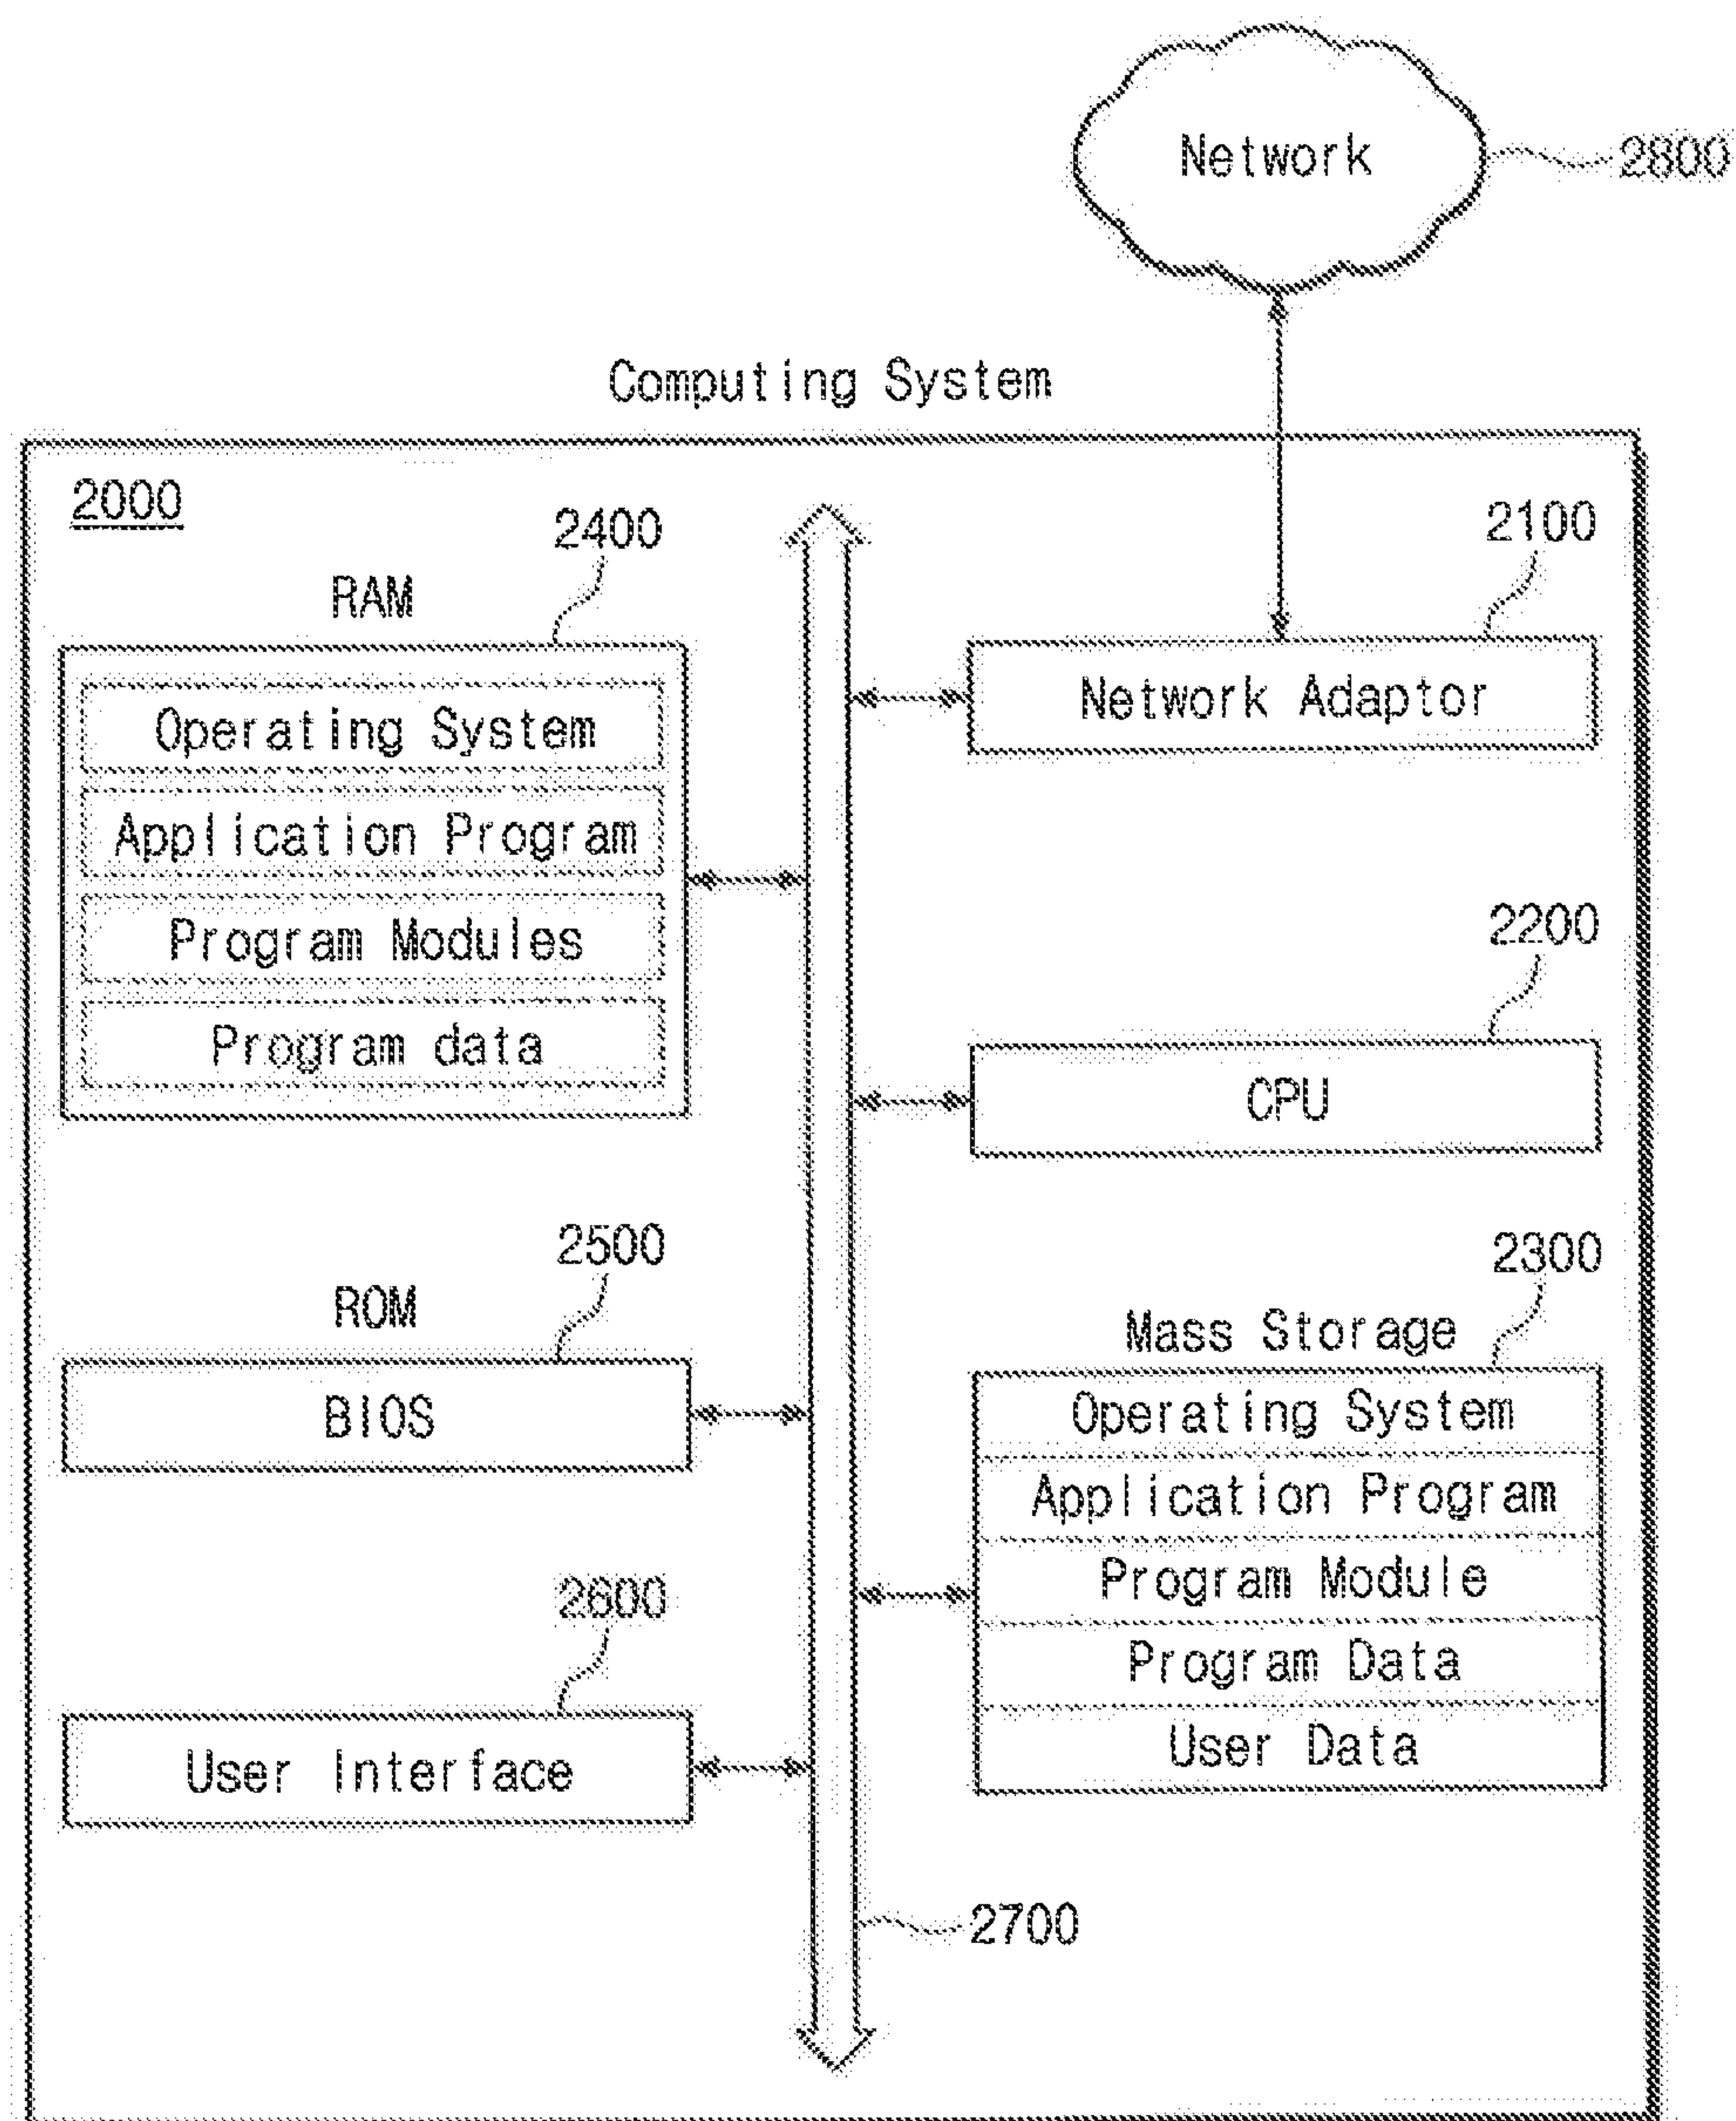 Network
2800
Computing System
2000
2400
2100
RAM
Operating System
Network Adaptor
Application Program
Program Modules
2200
Program data
CPU
2500
2300
ROM
Mass Storage
BIOS
Operating System
Application Program
2600
Program Module
Program Data
User Interface
User Data
2700